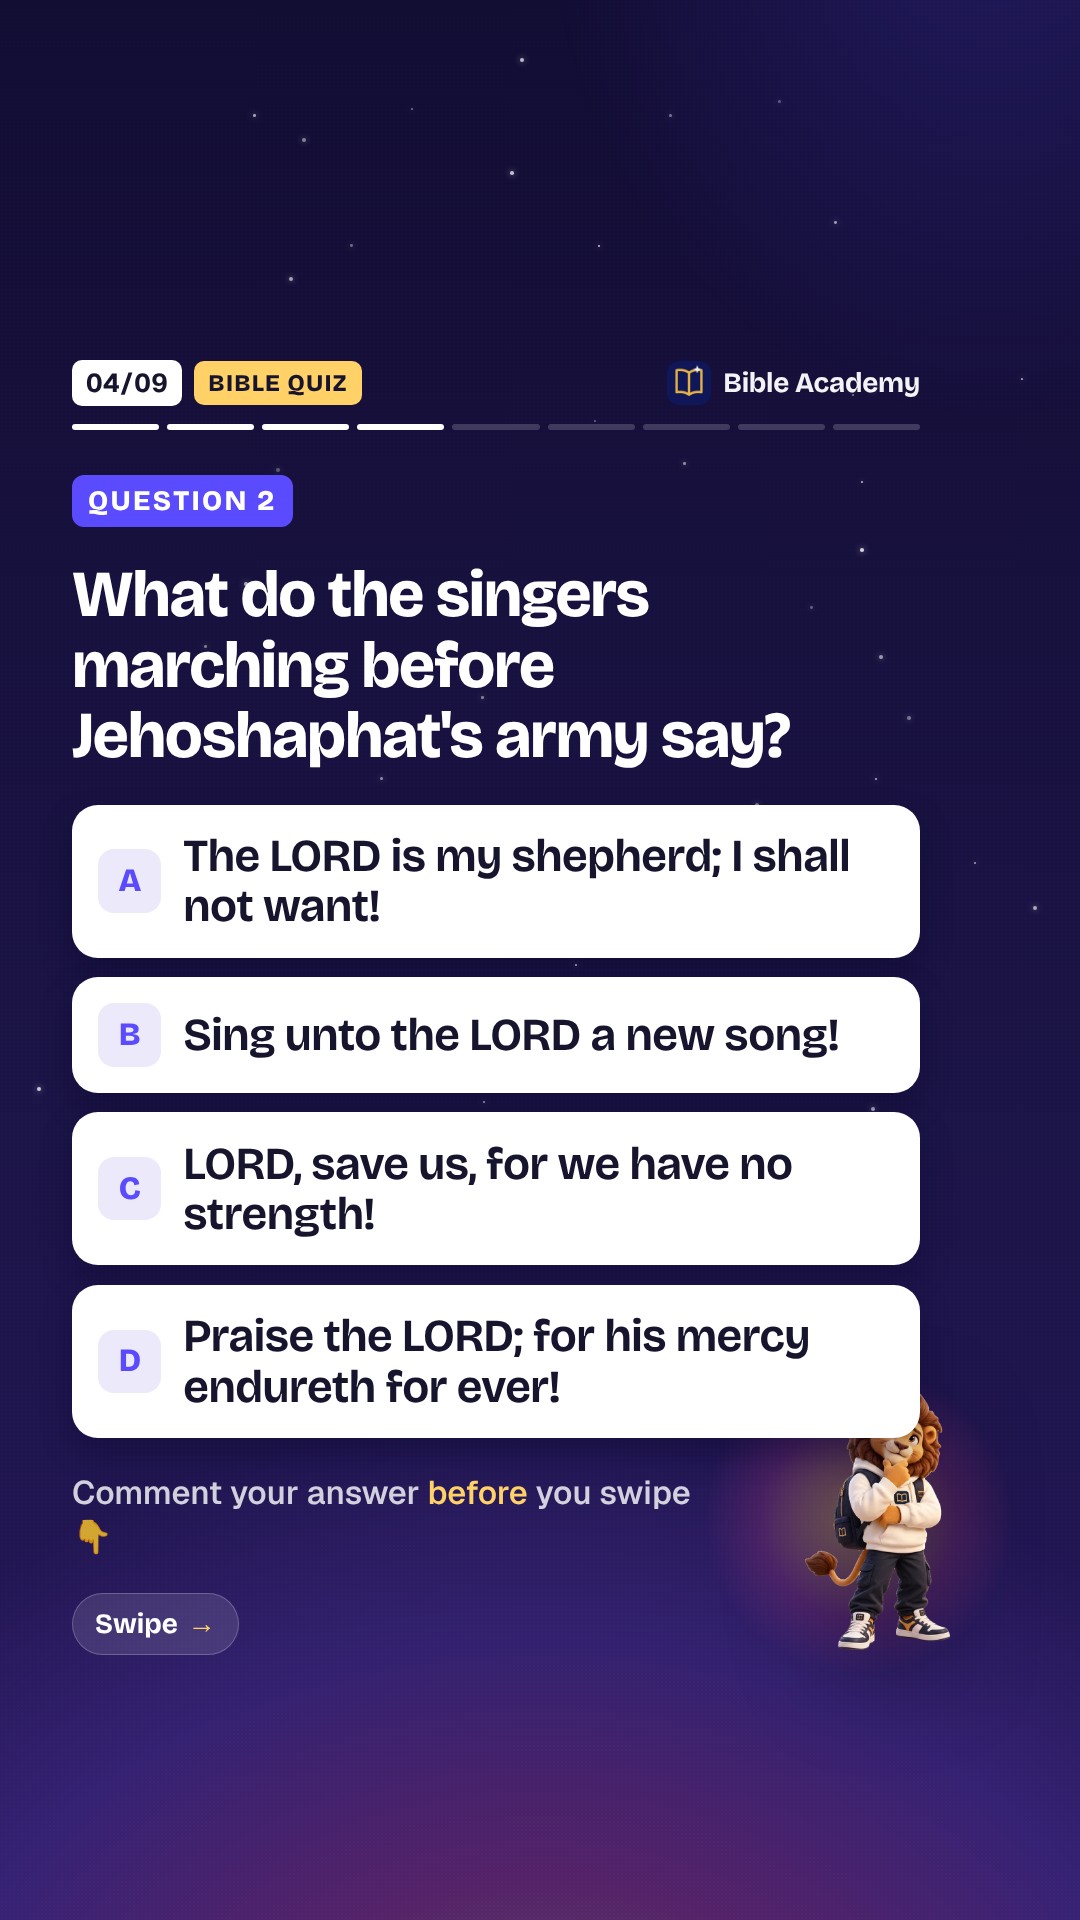 04/09
BIBLE QUIZ
Bible Academy
QUESTION 2
What do the singers
marching before
Jehoshaphat's army say?
A
The LORD is my shepherd; I shall
not want!
B
Sing unto the LORD a new song!
C
LORD, save us, for we have no
strength!
D
Praise the LORD; for his mercy
endureth for ever!
Comment your answer before you swipe
👇
Swipe →